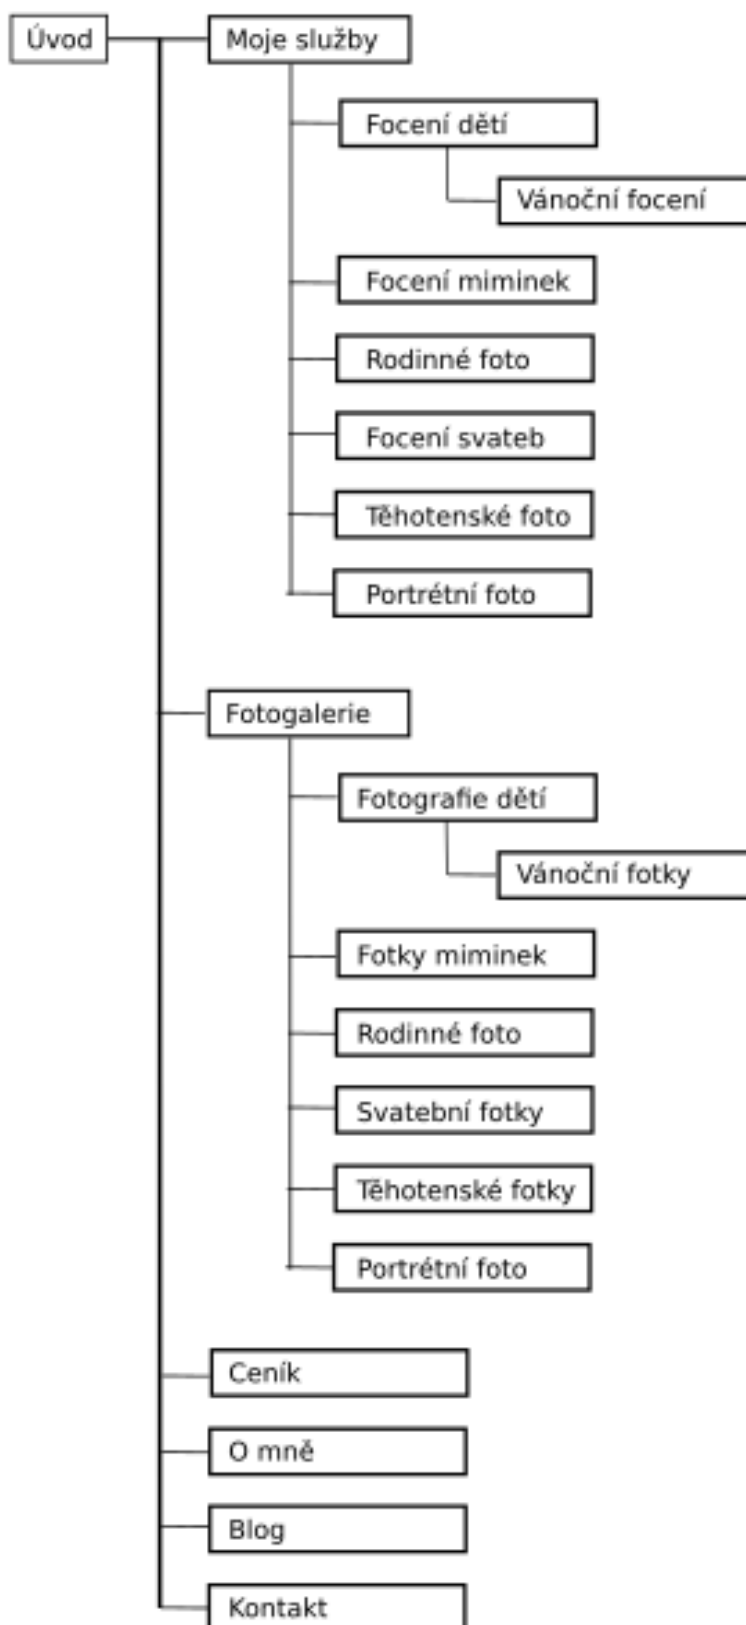 Úvod
Moje služby
Focení dětí
Vánoční focení
Focení miminek
Rodinné foto
Focení svateb
Těhotenské foto
Portrétní foto
Fotogalerie
Fotografie dětí
Vánoční fotky
Fotky miminek
Rodinné foto
Svatební fotky
Těhotenské fotky
Portrétní foto
Ceník
O mně
Blog
Kontakt